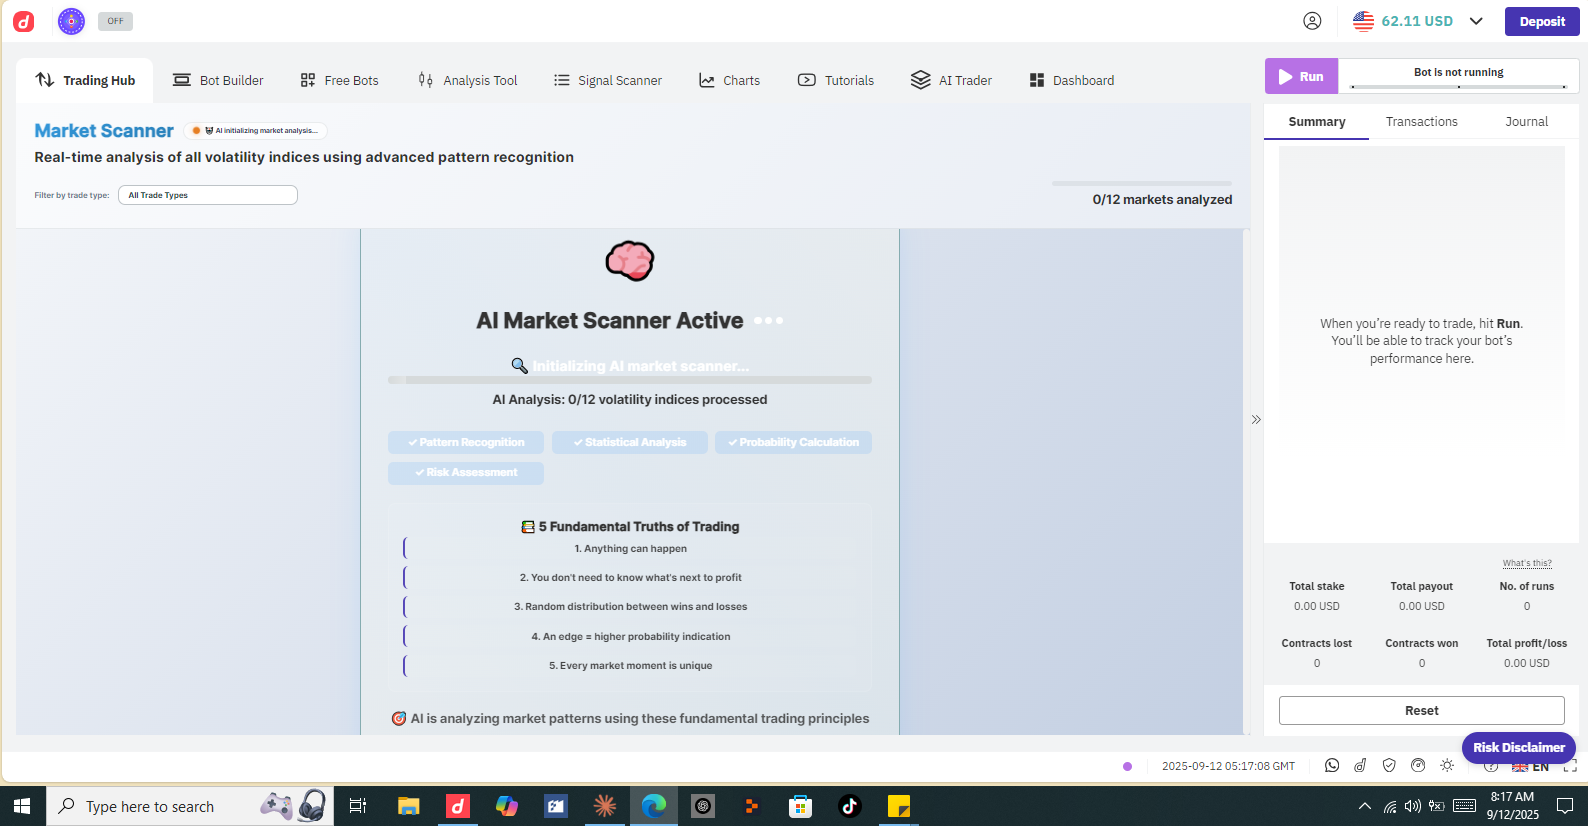 OFF
62.11 USD
Deposit
Trading Hub
Bot Builder
Free Bots
Analysis Tool
Signal Scanner
Charts
Tutorials
AI Trader
Dashboard
Run
Bot is not running
Market Scanner
AI initializing market analysis...
Real-time analysis of all volatility indices using advanced pattern recognition
Filter by trade type:
All Trade Types
0/12 markets analyzed
Summary
Transactions
Journal
AI Market Scanner Active
Initializing AI market scanner...
AI Analysis: 0/12 volatility indices processed
✓ Pattern Recognition
✓ Statistical Analysis
✓ Probability Calculation
✓ Risk Assessment
5 Fundamental Truths of Trading
1. Anything can happen
2. You don't need to know what's next to profit
3. Random distribution between wins and losses
4. An edge = higher probability indication
5. Every market moment is unique
AI is analyzing market patterns using these fundamental trading principles
When you're ready to trade, hit Run.
You'll be able to track your bot's
performance here.
What's this?
Total stake
Total payout
No. of runs
0.00 USD
0.00 USD
0
Contracts lost
Contracts won
Total profit/loss
0
0
0.00 USD
Reset
Risk Disclaimer
2025-09-12 05:17:08 GMT
EN
Type here to search
8:17 AM
9/12/2025